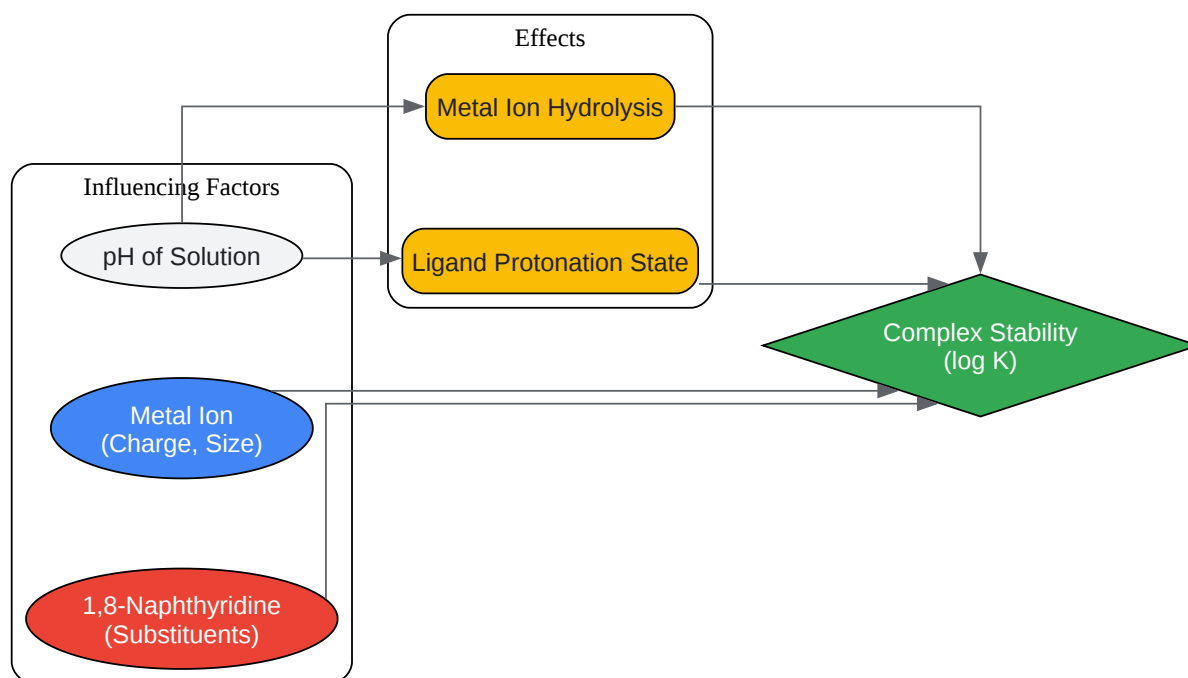 Effects
Metal Ion Hydrolysis
Influencing Factors
pH of Solution
Ligand Protonation State
Complex Stability
(log K)
Metal Ion
(Charge, Size)
1,8-Naphthyridine
(Substituents)